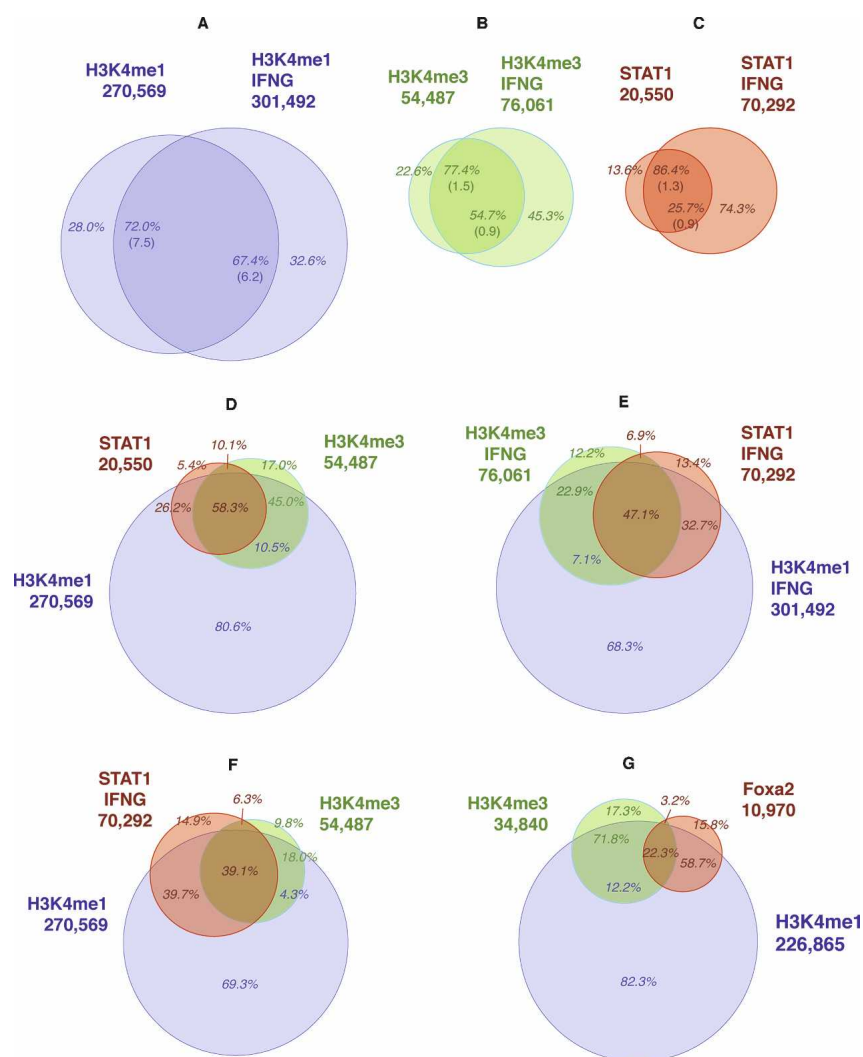 A
H3K4me1
270,569
H3K4me1
IFNG
301,492
28.0%
72.0%
(7.5)
67.4%
(6.2)
32.6%
B
H3K4me3
54,487
H3K4me3
IFNG
76,061
22.6%
77.4%
(1.5)
54.7%
(0.9)
45.3%
C
STAT1
20,550
STAT1
IFNG
70,292
13.6%
86.4%
(1.3)
25.7%
(0.9)
74.3%
D
STAT1
20,550
10.1%
H3K4me3
54,487
5.4%
17.0%
26.2%
58.3%
45.0%
10.5%
H3K4me1
270,569
80.6%
E
H3K4me3
IFNG
76,061
6.9%
STAT1
IFNG
70,292
12.2%
13.4%
22.9%
47.1%
32.7%
7.1%
H3K4me1
IFNG
301,492
68.3%
F
STAT1
IFNG
70,292
6.3%
H3K4me3
54,487
14.9%
9.8%
18.0%
39.1%
39.7%
4.3%
H3K4me1
270,569
69.3%
G
H3K4me3
34,840
3.2%
Foxa2
10,970
17.3%
15.8%
71.8%
22.3%
58.7%
12.2%
H3K4me1
226,865
82.3%